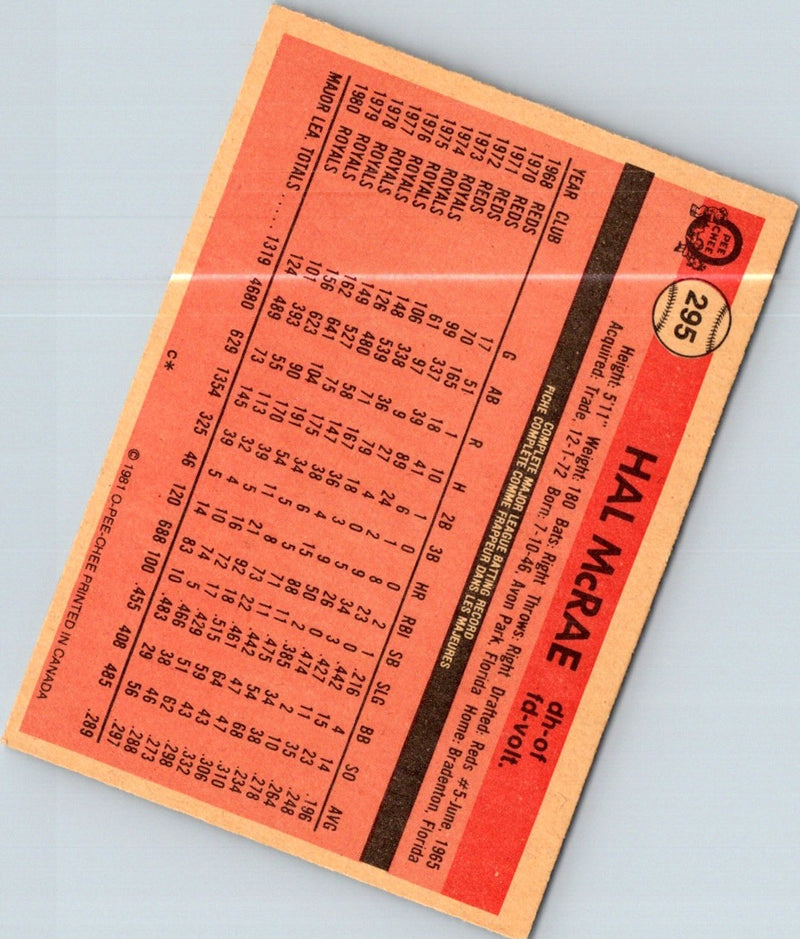 O PEE CHEE
295
HAL McRAE
dh-of
fd-volt.
Height: 5'11" Weight: 180 Bats: Right Throws: Right Drafted: Reds #5-June, 1965
Acquired: Trade, 12-1-72 Born: 7-10-46 Avon Park, Florida Home: Bradenton, Florida
COMPLETE MAJOR LEAGUE BATTING RECORD
FICHE COMPLETE COMME FRAPPEUR DANS LES MAJEURES
YEAR CLUB G AB R H 2B 3B HR RBI SB SLG BB SO AVG
1968 REDS 17 51 1 10 1 0 0 2 1 .216 4 14 .196
1970 REDS 70 165 18 41 6 1 8 23 0 .442 15 23 .248
1971 REDS 99 337 39 89 24 2 9 34 3 .427 11 35 .264
1972 REDS 61 97 9 27 4 0 5 26 0 .474 2 10 .278
1973 ROYALS 106 338 36 79 18 3 9 50 2 .385 34 38 .234
1974 ROYALS 148 539 71 167 36 4 15 88 11 .475 54 68 .310
1975 ROYALS 126 480 58 147 38 6 5 71 11 .442 47 47 .306
1976 ROYALS 149 527 75 175 34 5 8 73 22 .461 64 43 .332
1977 ROYALS 162 641 104 191 54 11 21 92 18 .515 59 43 .298
1978 ROYALS 156 623 90 170 39 5 16 72 17 .429 51 62 .273
1979 ROYALS 101 393 55 113 32 4 10 74 5 .466 38 46 .288
1980 ROYALS 124 489 73 145 39 5 14 83 10 .483 29 56 .297
MAJOR LEA. TOTALS ..... 1319 4680 629 1354 325 46 120 688 100 .455 408 485 .289
C*
© 1981 O-PEE-CHEE PRINTED IN CANADA